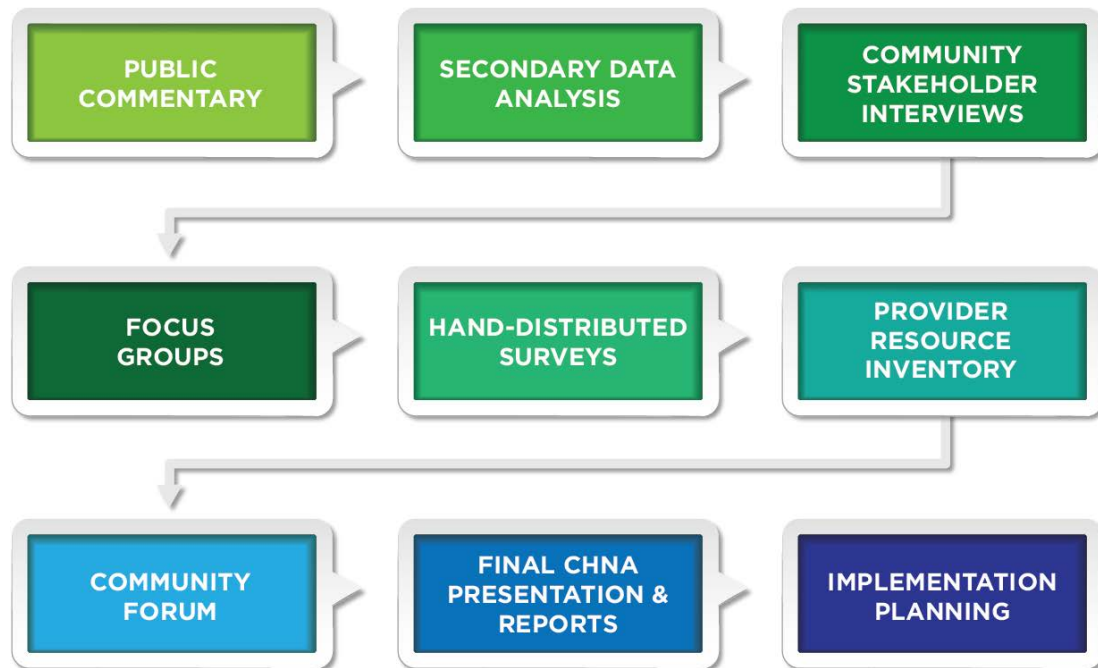 PUBLIC
COMMENTARY
SECONDARY DATA
ANALYSIS
COMMUNITY
STAKEHOLDER
INTERVIEWS
FOCUS
GROUPS
HAND-DISTRIBUTED
SURVEYS
PROVIDER
RESOURCE
INVENTORY
COMMUNITY
FORUM
FINAL CHNA
PRESENTATION &
REPORTS
IMPLEMENTATION
PLANNING